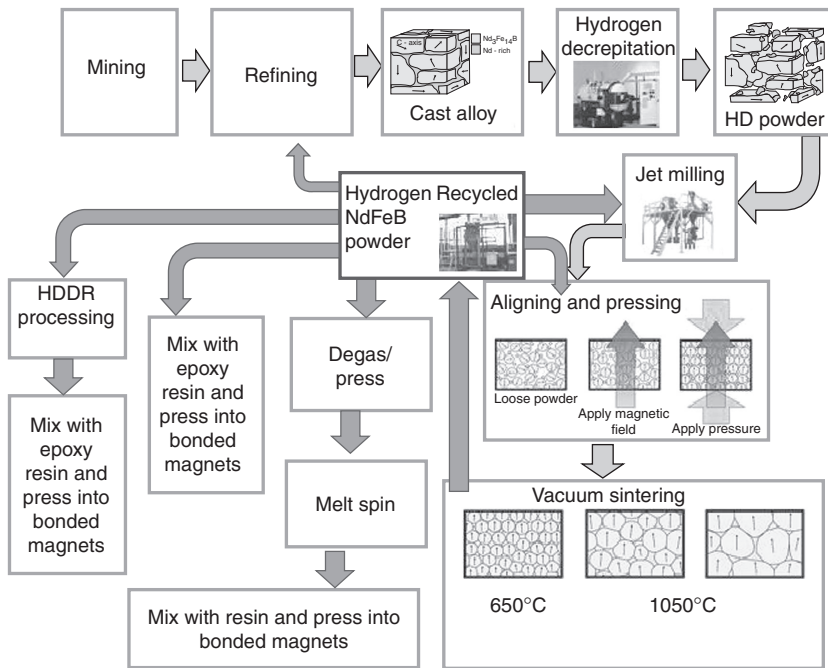 Mining
Refining
C - axis
Nd3Fe14B
Nd - rich
Cast alloy
Hydrogen
decrepitation
HD powder
Jet milling
Hydrogen Recycled
NdFeB
powder
HDDR
processing
Mix with
epoxy
resin and
press into
bonded
magnets
Mix with
epoxy
resin and
press into
bonded
magnets
Degas/
press
Melt spin
Mix with resin and press into
bonded magnets
Aligning and pressing
Loose powder
Apply magnetic
field
Apply pressure
Vacuum sintering
650°C
1050°C